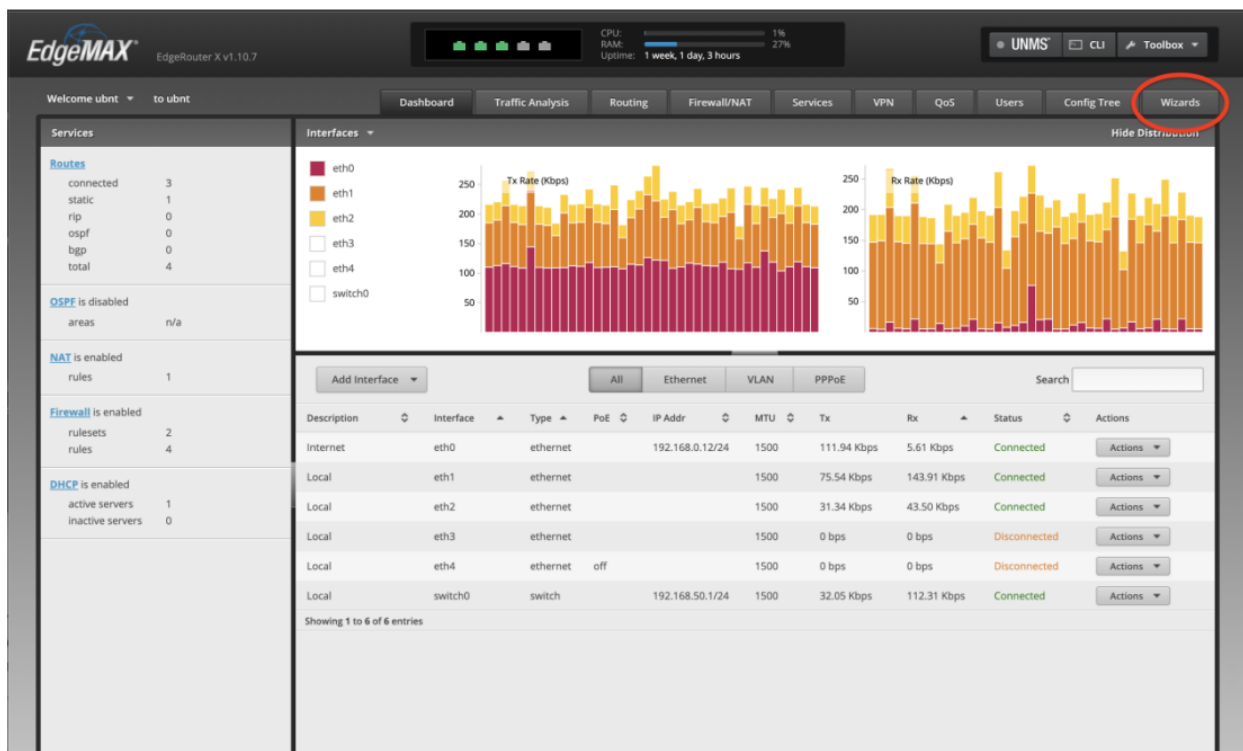 EdgeMAX
EdgeRouter X v1.10.7
CPU: 1%
RAM: 27%
Uptime: 1 week, 1 day, 3 hours
UNMS CLI Toolbox
Welcome ubnt to ubnt
Dashboard Traffic Analysis Routing Firewall/NAT Services VPN QoS Users Config Tree Wizards
Services
Routes
connected 3
static 1
rip 0
ospf 0
bgp 0
total 4
OSPF is disabled
areas n/a
NAT is enabled
rules 1
Firewall is enabled
rulesets 2
rules 4
DHCP is enabled
active servers 1
inactive servers 0
Interfaces Hide Distribution
eth0
eth1
eth2
eth3
eth4
switch0
Tx Rate (Kbps)
250
200
150
100
50
Rx Rate (Kbps)
250
200
150
100
50
Add Interface All Ethernet VLAN PPPoE Search
Description Interface Type PoE IP Addr MTU Tx Rx Status Actions
Internet eth0 ethernet 192.168.0.12/24 1500 111.94 Kbps 5.61 Kbps Connected Actions
Local eth1 ethernet 1500 75.54 Kbps 143.91 Kbps Connected Actions
Local eth2 ethernet 1500 31.34 Kbps 43.50 Kbps Connected Actions
Local eth3 ethernet 1500 0 bps 0 bps Disconnected Actions
Local eth4 ethernet off 1500 0 bps 0 bps Disconnected Actions
Local switch0 switch 192.168.50.1/24 1500 32.05 Kbps 112.31 Kbps Connected Actions
Showing 1 to 6 of 6 entries